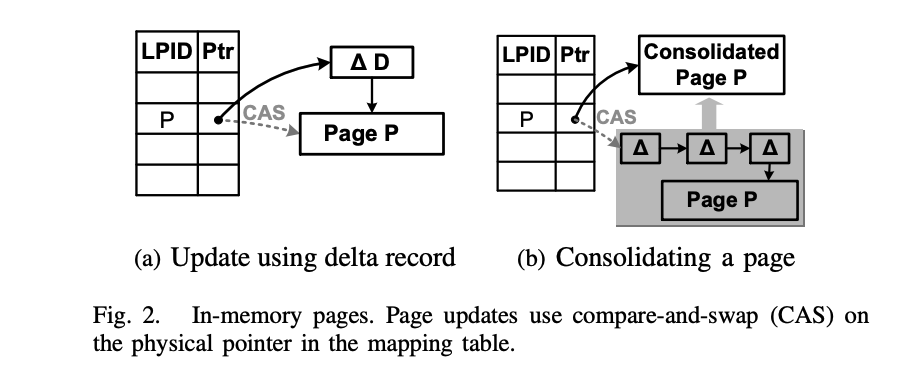 LPID Ptr
Δ D
P
CAS
Page P
(a) Update using delta record
LPID Ptr
Consolidated
Page P
P
CAS
Δ Δ Δ
Page P
(b) Consolidating a page
Fig. 2. In-memory pages. Page updates use compare-and-swap (CAS) on
the physical pointer in the mapping table.